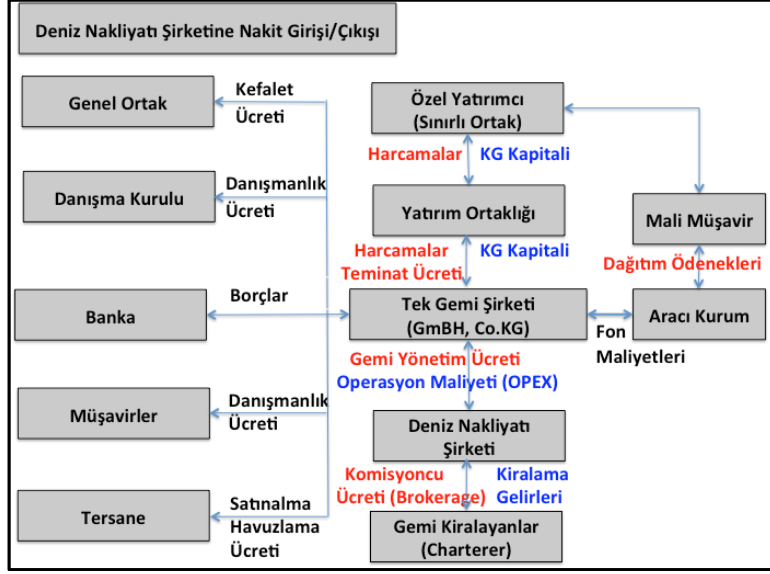 Deniz Nakliyatı Şirketine Nakit Girişi/Çıkışı
Genel Ortak
Kefalet
Ücreti
Danışma Kurulu
Danışmanlık
Ücreti
Banka
Borçlar
Müşavirler
Danışmanlık
Ücreti
Tersane
Satınalma
Havuzlama
Ücreti
Özel Yatırımcı
(Sınırlı Ortak)
Harcamalar
KG Kapitali
Yatırım Ortaklığı
Harcamalar
Teminat Ücreti
KG Kapitali
Tek Gemi Şirketi
(GmBH, Co.KG)
Gemi Yönetim Ücreti
Operasyon Maliyeti (OPEX)
Deniz Nakliyatı
Şirketi
Komisyoncu
Ücreti (Brokerage)
Kiralama
Gelirleri
Gemi Kiralayanlar
(Charterer)
Mali Müşavir
Dağıtım Ödenekleri
Aracı Kurum
Fon
Maliyetleri